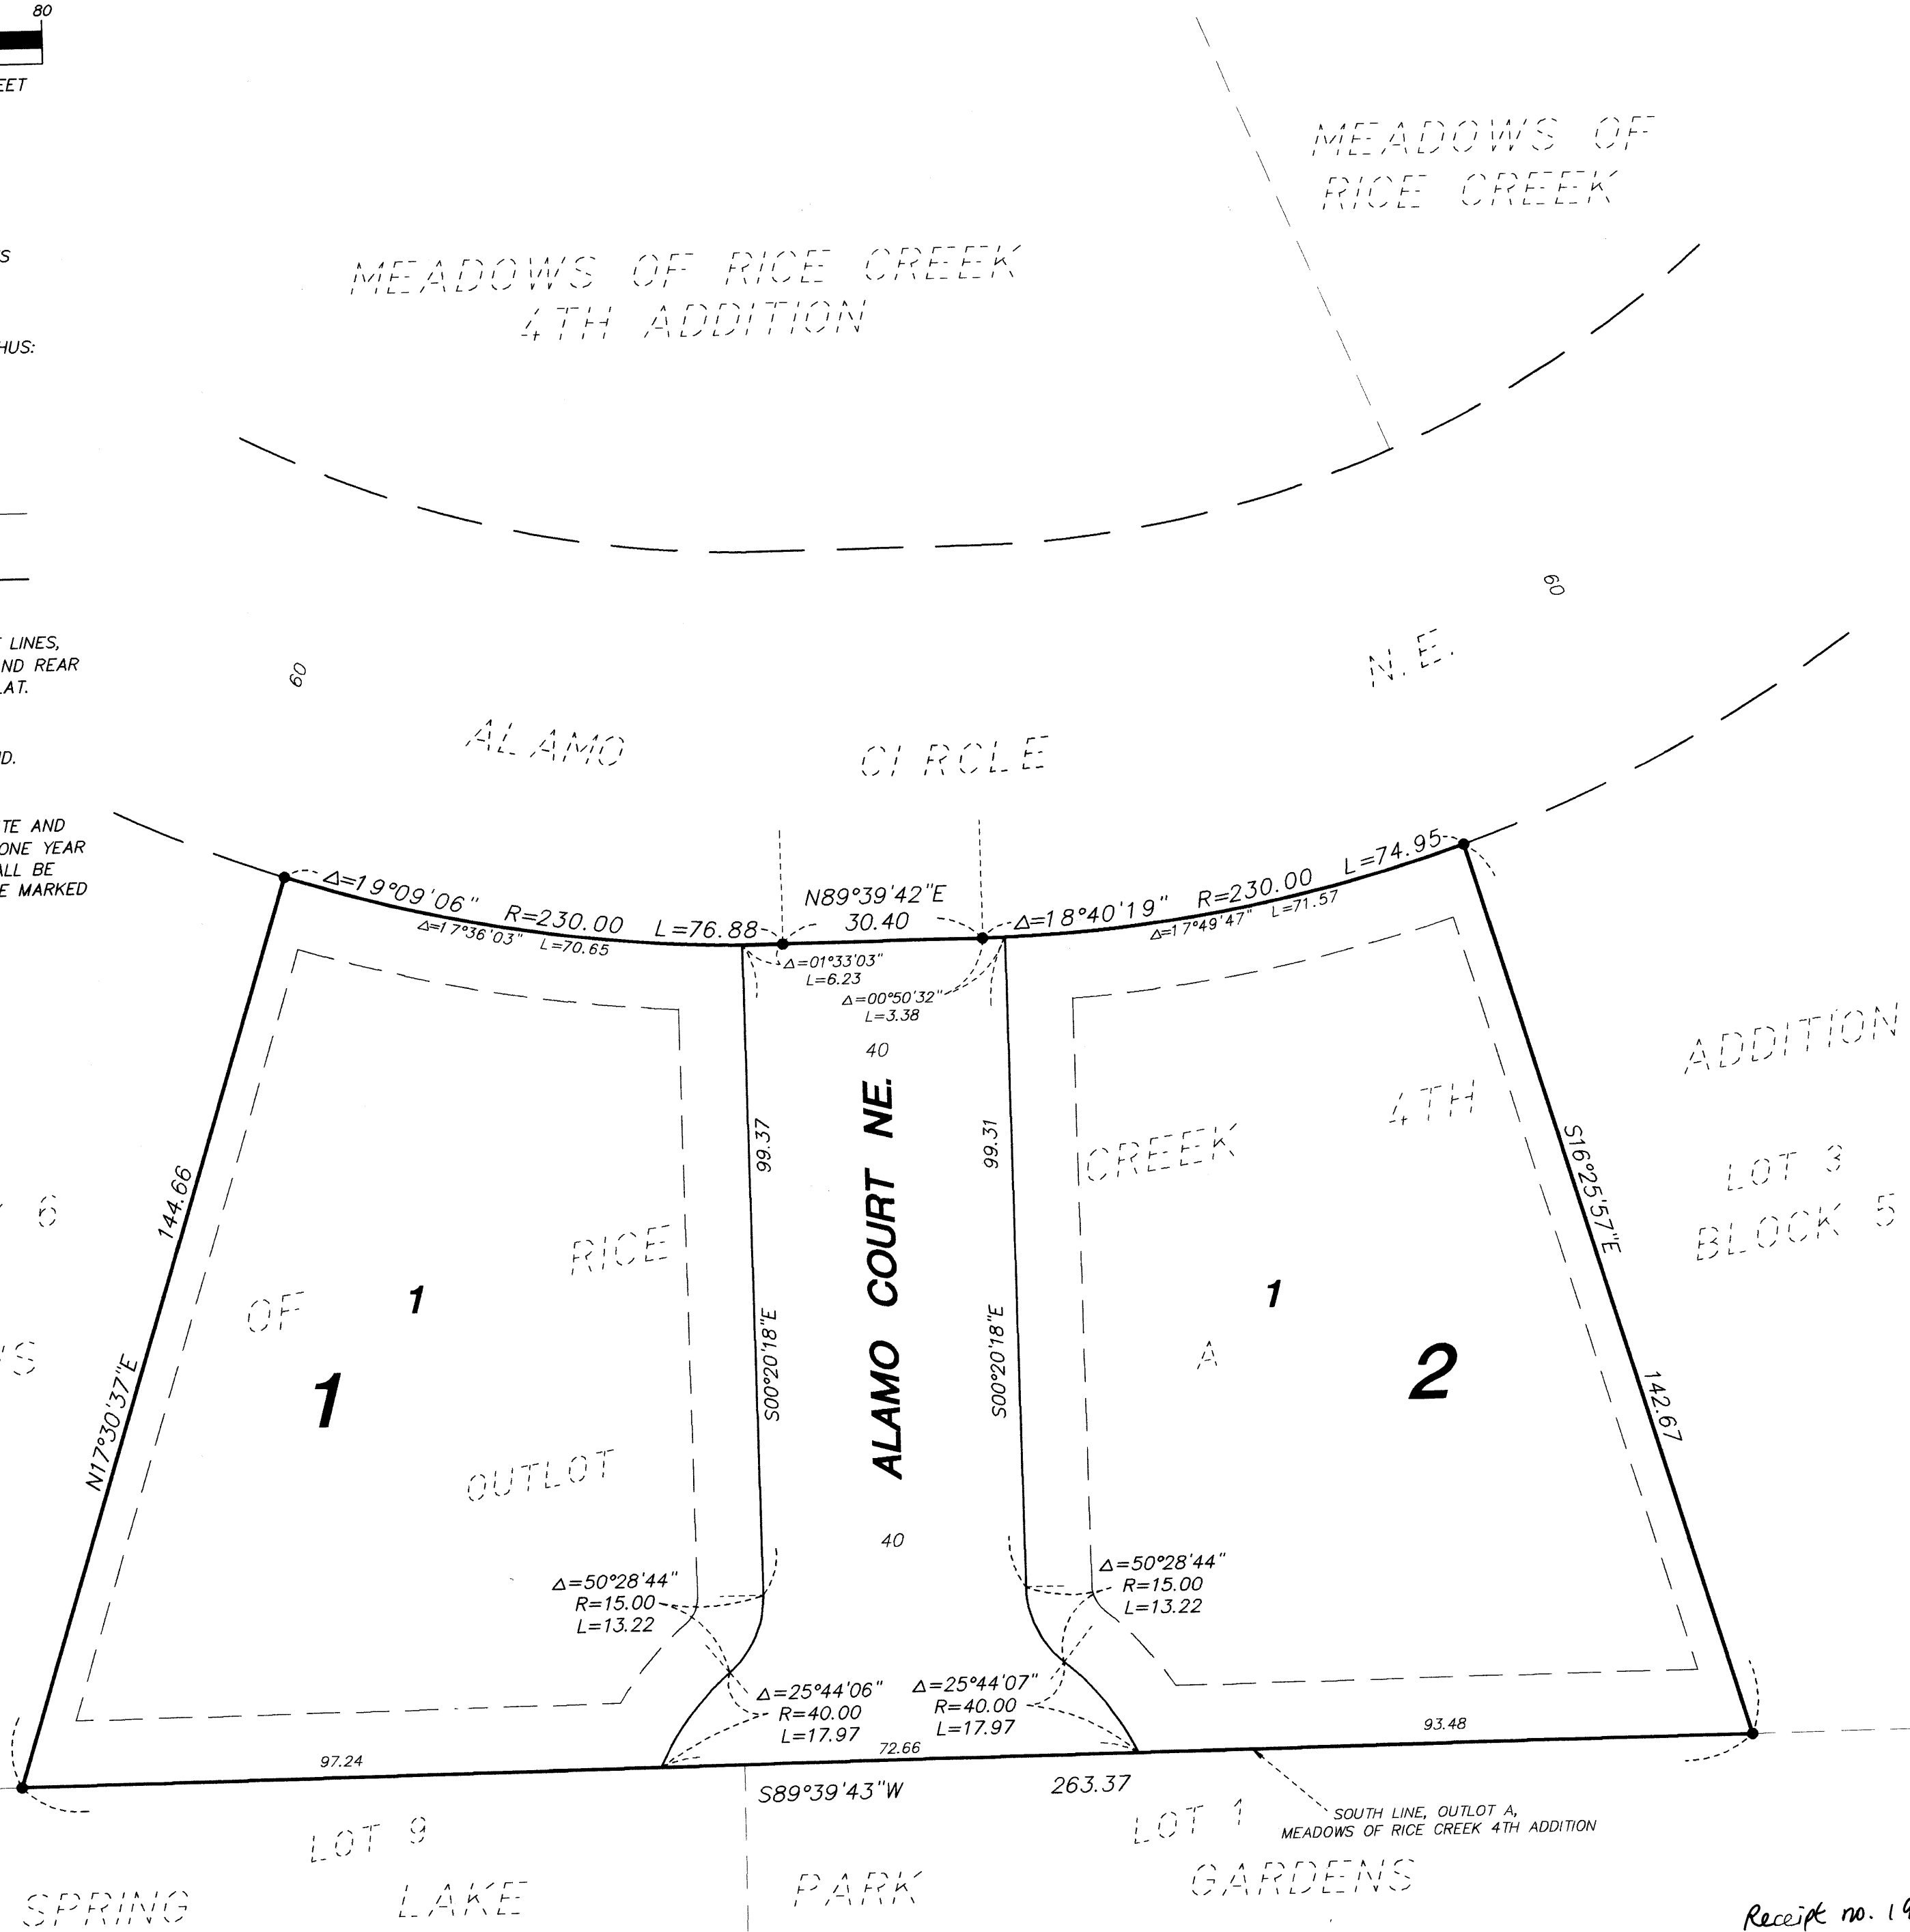 80
EET
MEADOWS OF
RICE CREEK
MEADOWS OF RICE CREEK
4TH ADDITION
HUS:
60
60
LINES,
ND REAR
LAT.
ALAMO CIRCLE N.E.
D.
TE AND
ONE YEAR
ALL BE
E MARKED
Δ=19°09'06" R=230.00 L=76.88
Δ=17°36'03" L=70.65
N89°39'42"E
30.40
Δ=18°40'19" R=230.00 L=74.95
Δ=17°49'47" L=71.57
Δ=01°33'03"
L=6.23
Δ=00°50'32"
L=3.38
40
ALAMO COURT NE.
40
99.37
S00°20'18"E
99.31
S00°20'18"E
144.66
N17°30'37"E
S16°25'57"E
142.67
6
OF RICE CREEK 4TH ADDITION
OUTLOT A
LOT 3
BLOCK 5
1
1
1
2
Δ=50°28'44"
R=15.00
L=13.22
Δ=50°28'44"
R=15.00
L=13.22
Δ=25°44'06"
R=40.00
L=17.97
Δ=25°44'07"
R=40.00
L=17.97
97.24
72.66
93.48
S89°39'43"W 263.37
SOUTH LINE, OUTLOT A,
MEADOWS OF RICE CREEK 4TH ADDITION
LOT 9
LOT 1
SPRING LAKE PARK GARDENS
Receipt no. 19